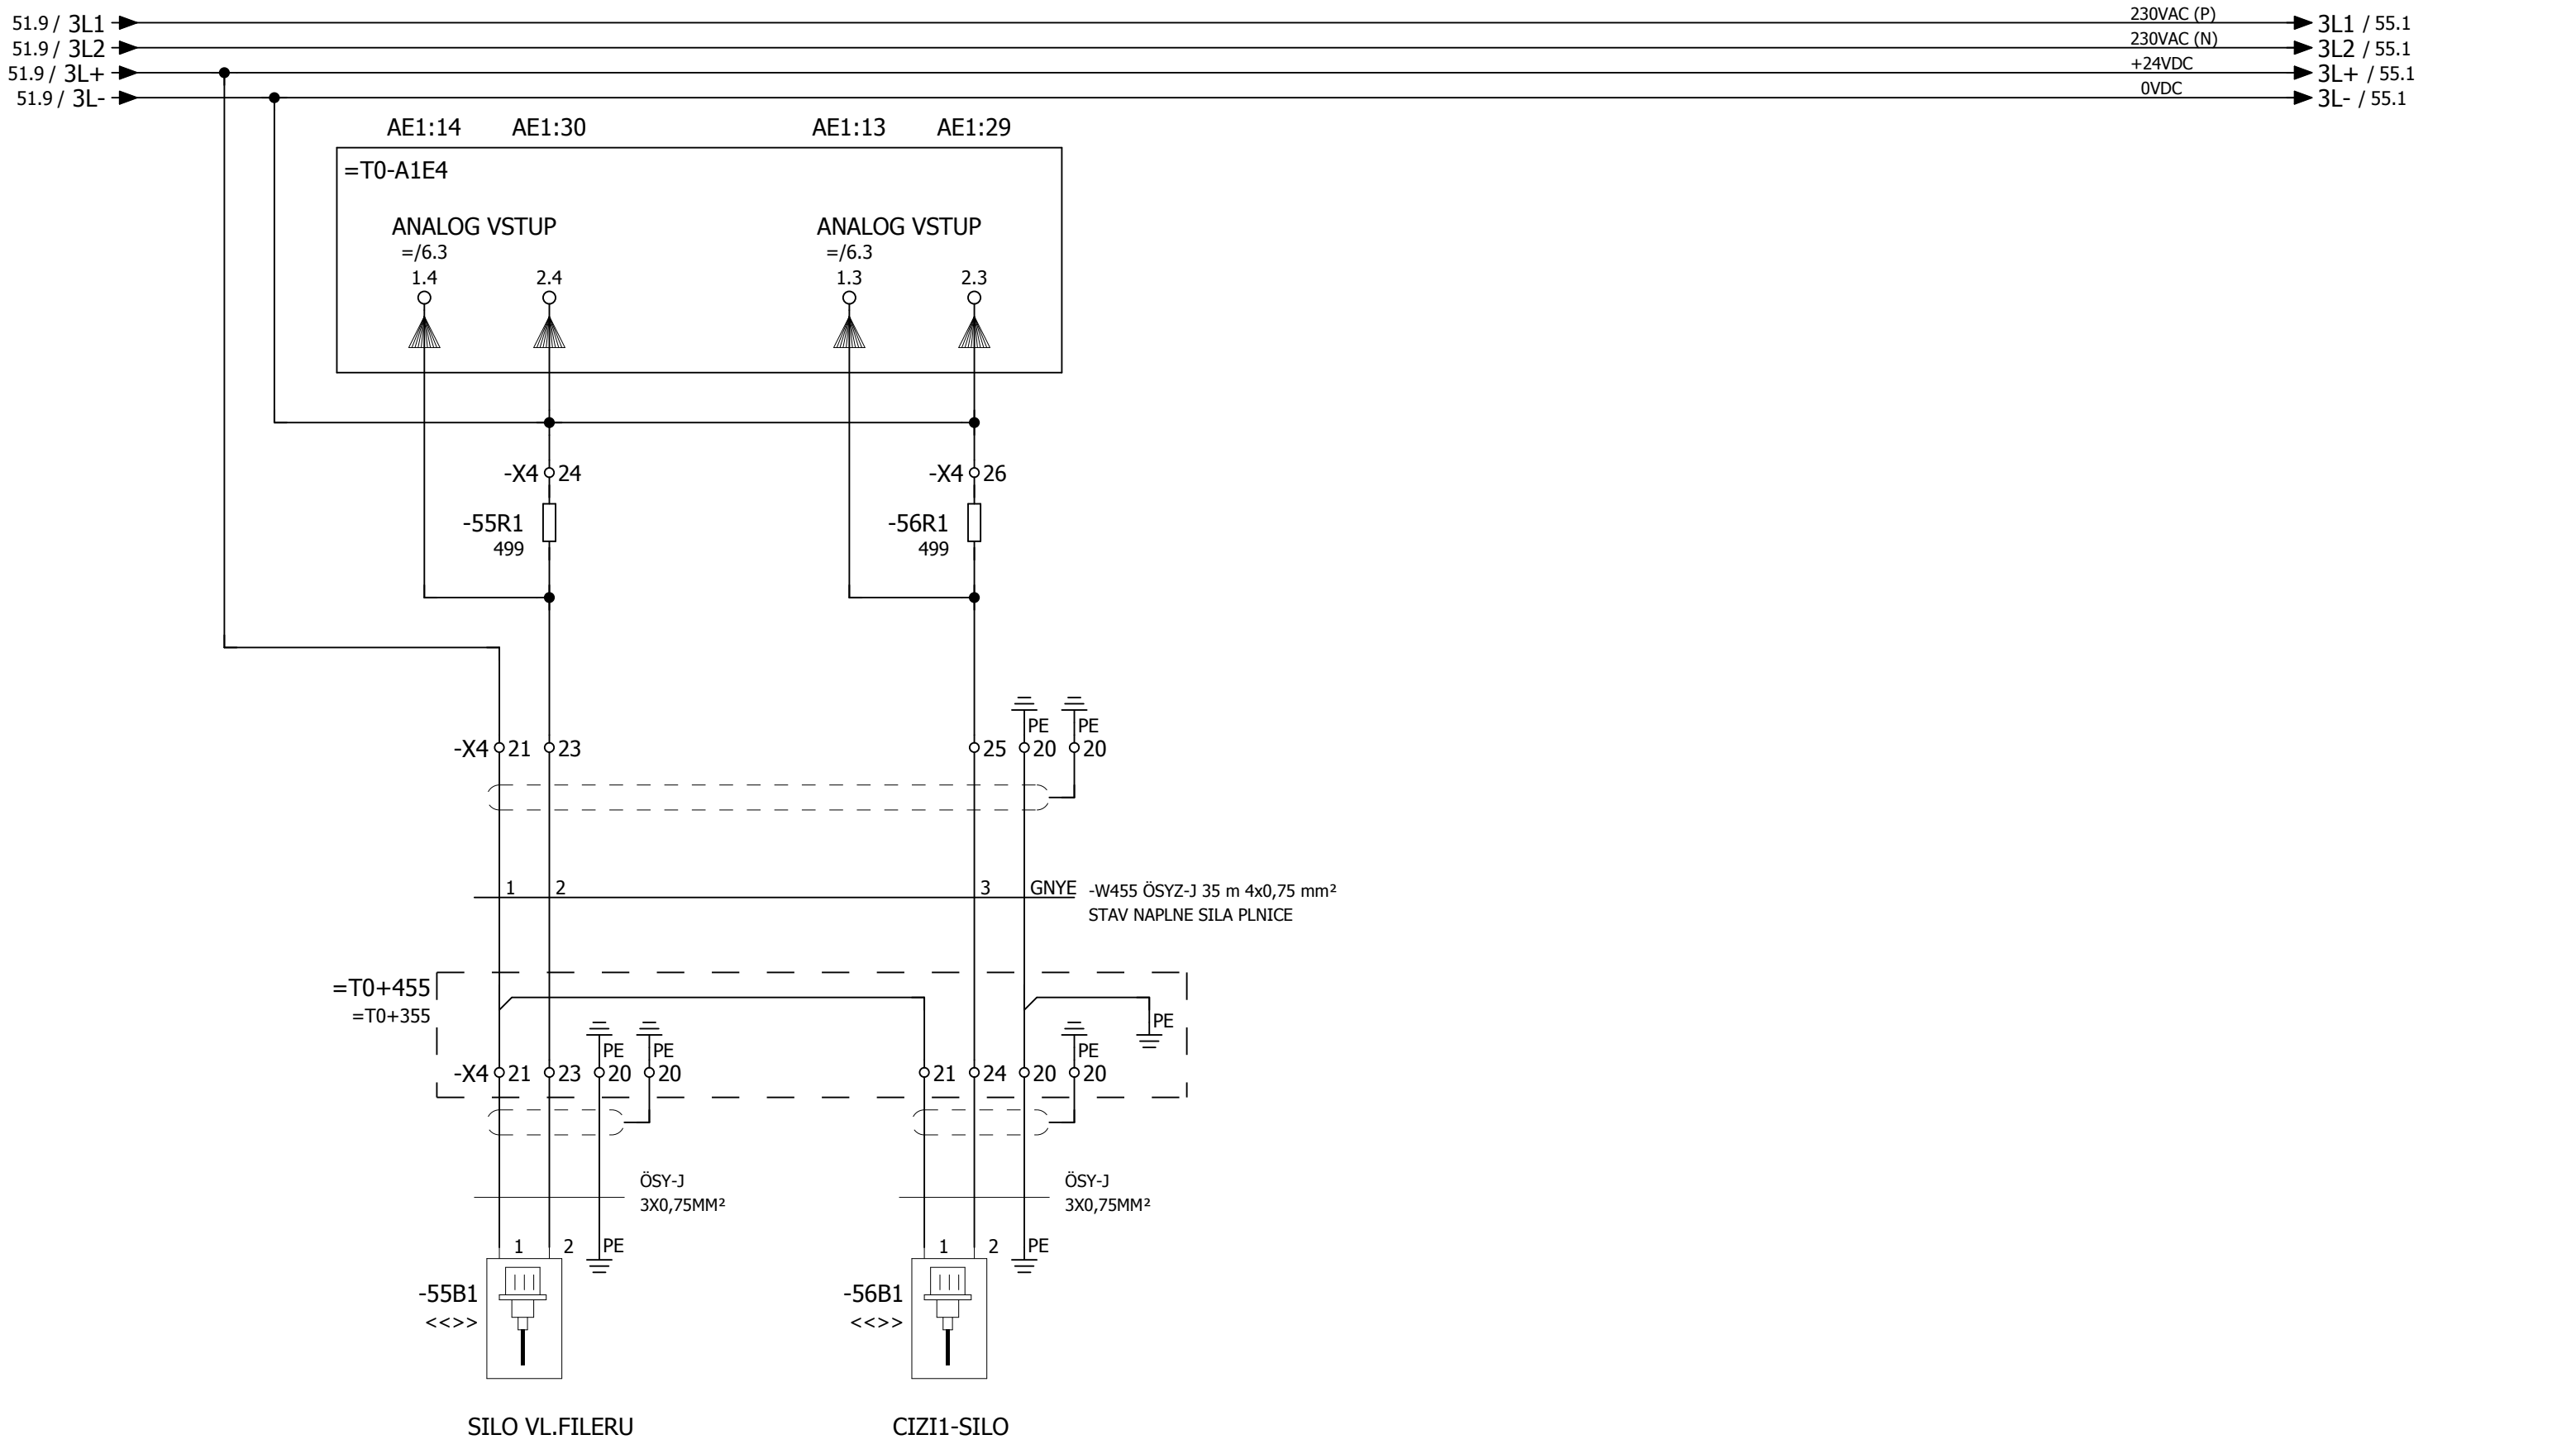 51.9 / 3L1 230VAC (P) 3L1 / 55.1
51.9 / 3L2 230VAC (N) 3L2 / 55.1
51.9 / 3L+ +24VDC 3L+ / 55.1
51.9 / 3L- 0VDC 3L- / 55.1
AE1:14 AE1:30 AE1:13 AE1:29
=T0-A1E4
ANALOG VSTUP ANALOG VSTUP
=/6.3 =/6.3
1.4 2.4 1.3 2.3
-X4 24 -X4 26
-55R1 -56R1
499 499
PE PE
-X4 21 23 25 20 20
1 2 3 GNYE -W455 ÖSYZ-J 35 m 4x0,75 mm²
STAV NAPLNE SILA PLNICE
=T0+455
=T0+355 PE
PE PE PE
-X4 21 23 20 20 21 24 20 20
ÖSY-J ÖSY-J
3X0,75MM² 3X0,75MM²
1 2 PE 1 2 PE
-55B1 -56B1
<<>> <<>>
SILO VL.FILERU CIZI1-SILO